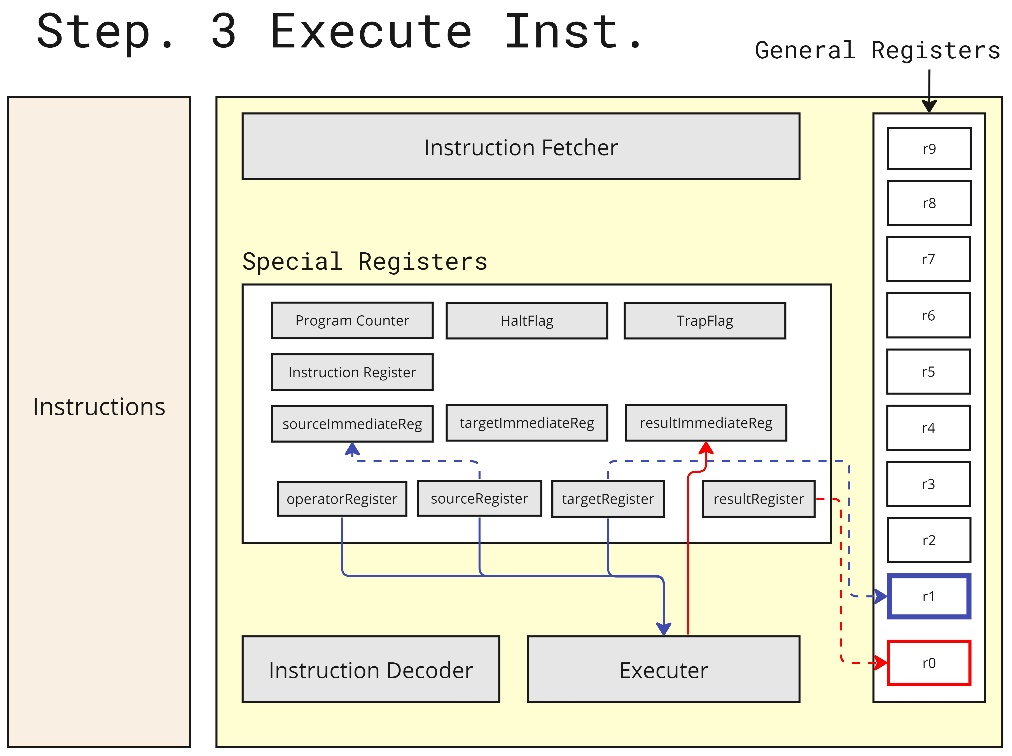 Step. 3 Execute Inst.
General Registers
Instructions
Instruction Fetcher
Special Registers
Program Counter
HaltFlag
TrapFlag
Instruction Register
sourceImmediateReg
targetImmediateReg
resultImmediateReg
operatorRegister
sourceRegister
targetRegister
resultRegister
Instruction Decoder
Executer
r9
r8
r7
r6
r5
r4
r3
r2
r1
r0